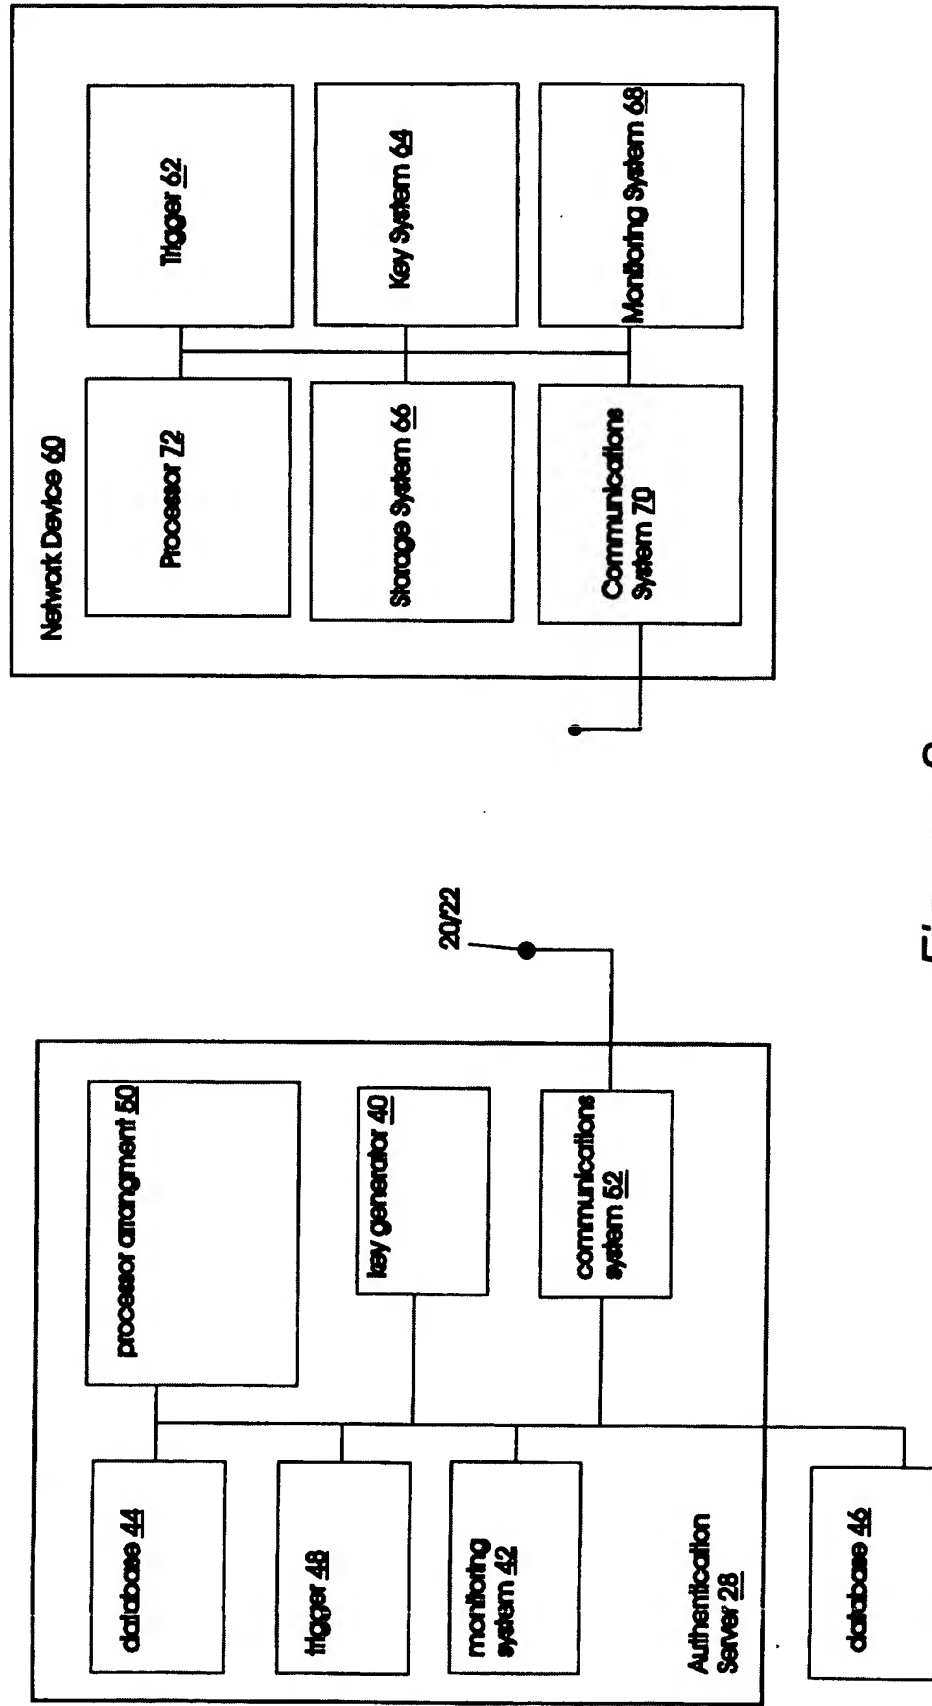 database 44
processor arrangment 50
trigger 48
key generator 40
monitoring
system 42
communications
system 52
Authentication
Server 28
database 46
20/22
Network Device 60
Processor 72
Trigger 62
Storage System 66
Key System 64
Communications
System 70
Monitoring System 68